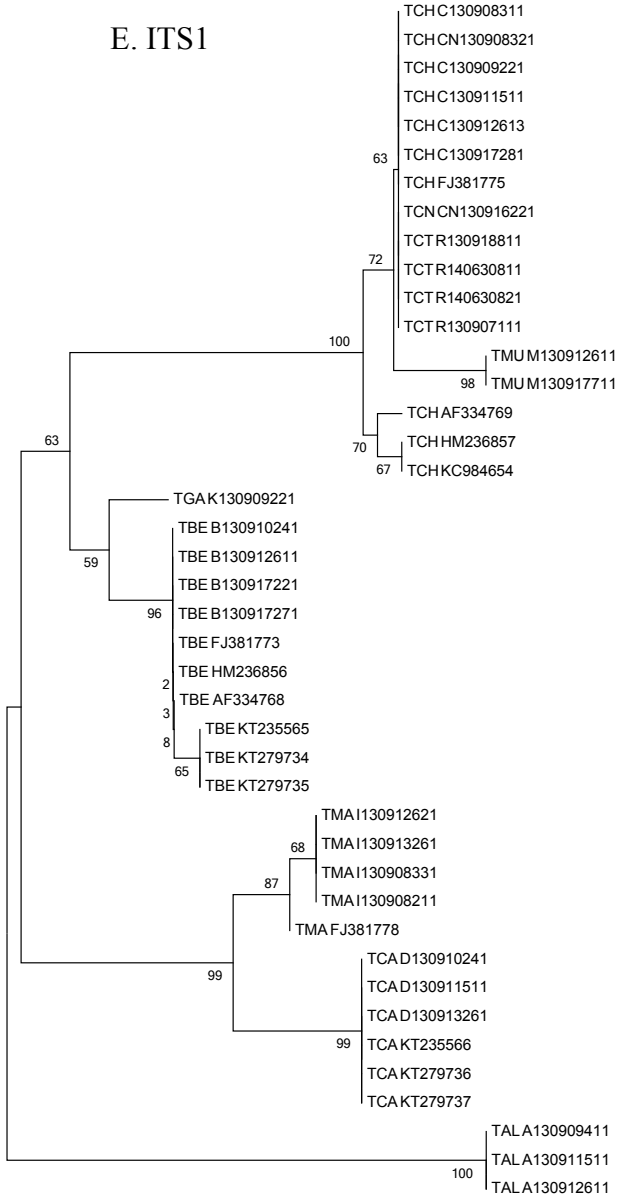 E. ITS1
TCH C130908311
TCH CN130908321
TCH C130909221
TCH C130911511
TCH C130912613
TCH C130917281
63
TCH FJ381775
TCN CN130916221
TCT R130918811
72
TCT R140630811
TCT R140630821
TCT R130907111
100
TMU M130912611
98
TMU M130917711
TCH AF334769
63
70
TCH HM236857
67
TCH KC984654
TGA K130909221
TBE B130910241
59
TBE B130912611
TBE B130917221
96
TBE B130917271
TBE FJ381773
TBE HM236856
2
TBE AF334768
3
TBE KT235565
8
TBE KT279734
65
TBE KT279735
TMA I130912621
68
TMA I130913261
TMA I130908331
87
TMA I130908211
TMA FJ381778
TCA D130910241
99
TCA D130911511
TCA D130913261
99
TCA KT235566
TCA KT279736
TCA KT279737
TAL A130909411
TAL A130911511
100
TAL A130912611